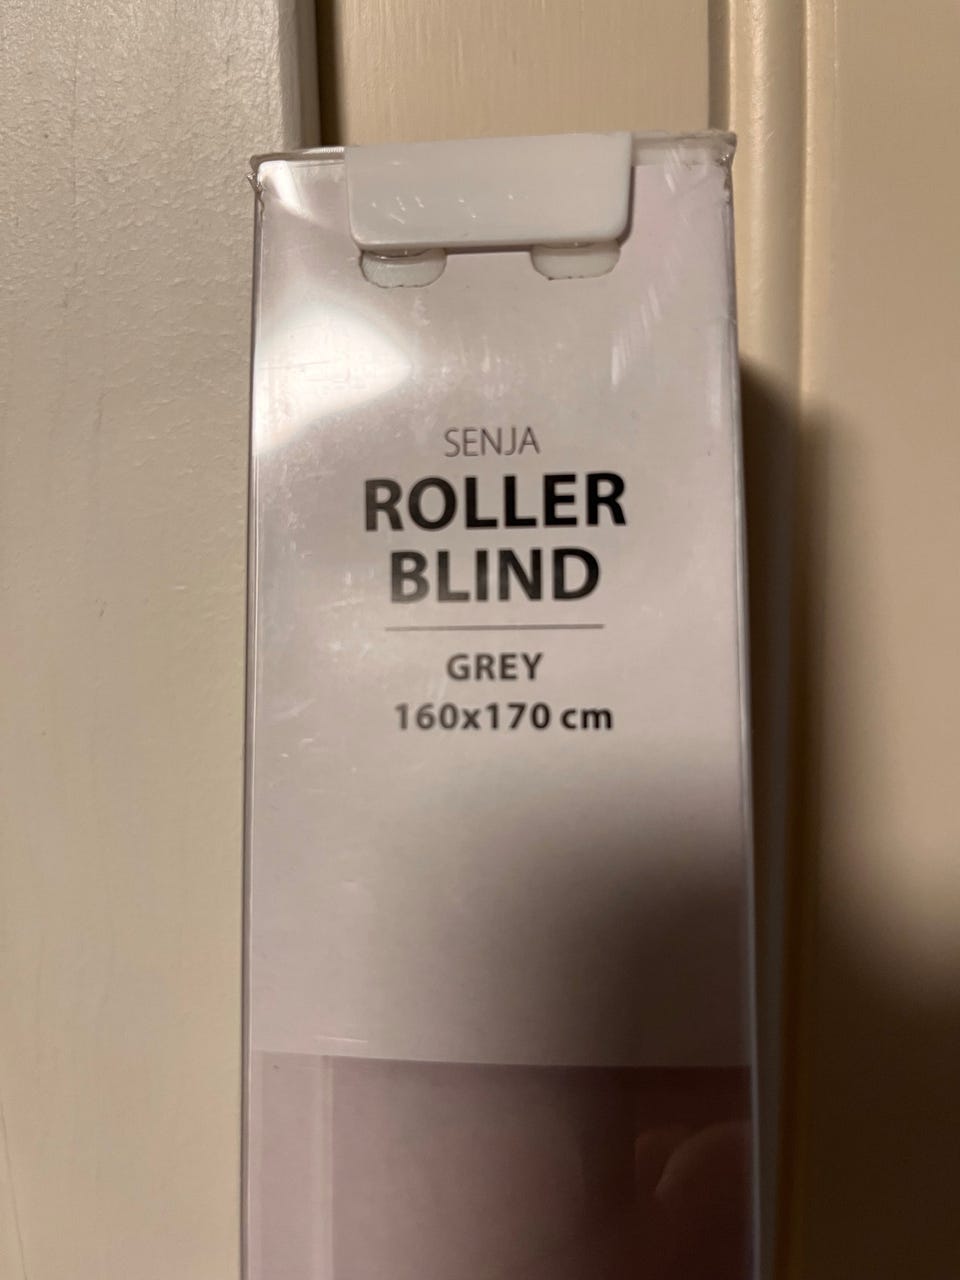 SENJA
ROLLER
BLIND
GREY
160x170 cm